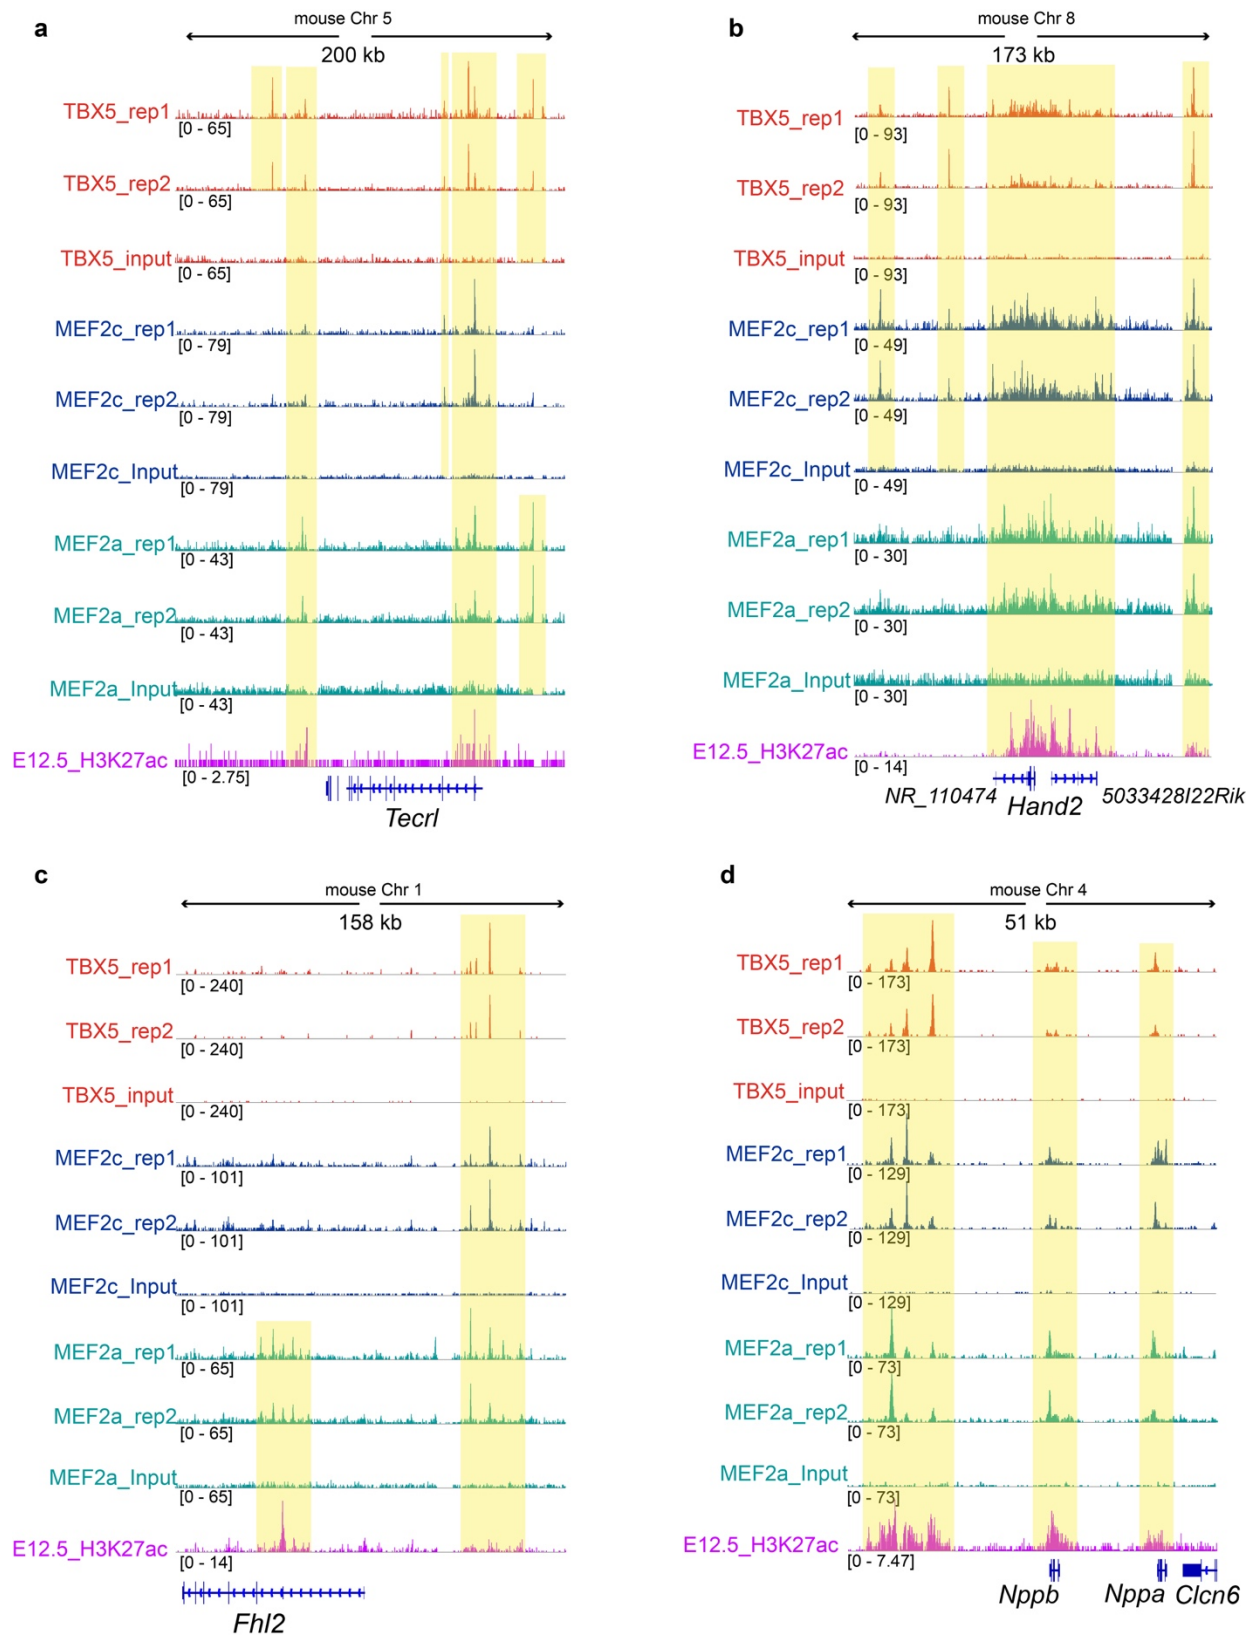 a
mouse Chr 5
200 kb
TBX5_rep1
[0 - 65]
TBX5_rep2
[0 - 65]
TBX5_input
[0 - 65]
MEF2c_rep1
[0 - 79]
MEF2c_rep2
[0 - 79]
MEF2c_Input
[0 - 79]
MEF2a_rep1
[0 - 43]
MEF2a_rep2
[0 - 43]
MEF2a_Input
[0 - 43]
E12.5_H3K27ac
[0 - 2.75]
Tecrl
b
mouse Chr 8
173 kb
TBX5_rep1
[0 - 93]
TBX5_rep2
[0 - 93]
TBX5_input
[0 - 93]
MEF2c_rep1
[0 - 49]
MEF2c_rep2
[0 - 49]
MEF2c_Input
[0 - 49]
MEF2a_rep1
[0 - 30]
MEF2a_rep2
[0 - 30]
MEF2a_Input
[0 - 30]
E12.5_H3K27ac
[0 - 14]
NR_110474 Hand2 5033428I22Rik
c
mouse Chr 1
158 kb
TBX5_rep1
[0 - 240]
TBX5_rep2
[0 - 240]
TBX5_input
[0 - 240]
MEF2c_rep1
[0 - 101]
MEF2c_rep2
[0 - 101]
MEF2c_Input
[0 - 101]
MEF2a_rep1
[0 - 65]
MEF2a_rep2
[0 - 65]
MEF2a_Input
[0 - 65]
E12.5_H3K27ac
[0 - 14]
Fhl2
d
mouse Chr 4
51 kb
TBX5_rep1
[0 - 173]
TBX5_rep2
[0 - 173]
TBX5_input
[0 - 173]
MEF2c_rep1
[0 - 129]
MEF2c_rep2
[0 - 129]
MEF2c_Input
[0 - 129]
MEF2a_rep1
[0 - 73]
MEF2a_rep2
[0 - 73]
MEF2a_Input
[0 - 73]
E12.5_H3K27ac
[0 - 7.47]
Nppb Nppa Clcn6